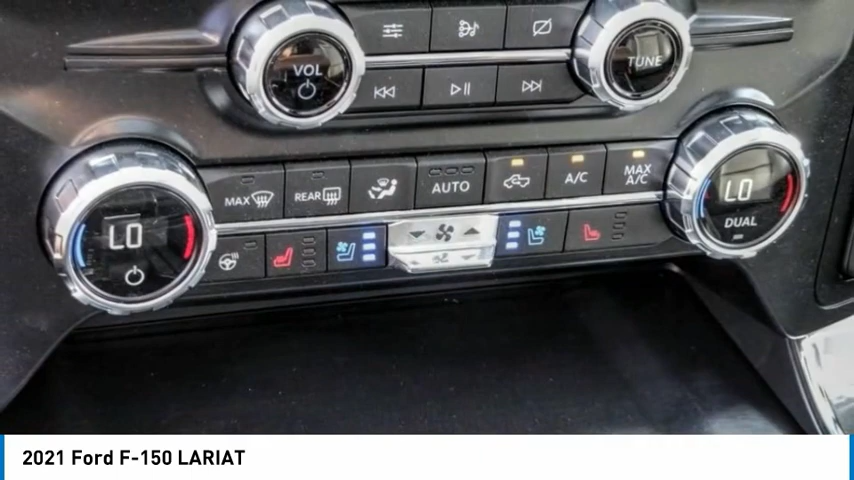 VOL
TUNE
MAX
REAR
AUTO
A/C
MAX
A/C
LO
LO
DUAL
2021 Ford F-150 LARIAT